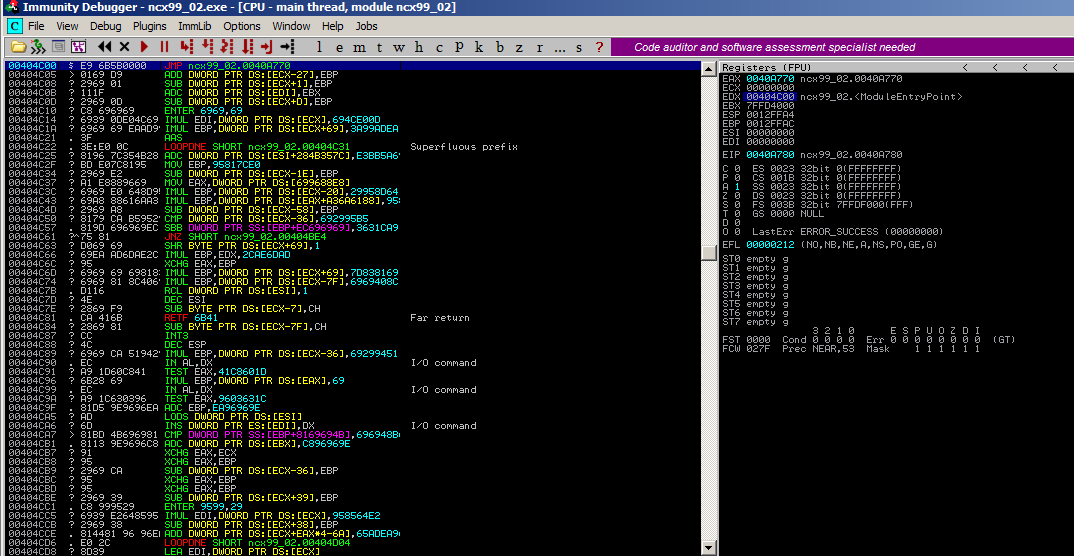 Immunity Debugger - ncx99_02.exe - [CPU - main thread, module ncx99_02]
C File View Debug Plugins ImmLib Options Window Help Jobs
l e m t w h c p k b z r ... s ? Code auditor and software assessment specialist needed
00404C00 $ E9 6B5B0000 JMP ncx99_02.0040A770
00404C05 > 0169 D9 ADD DWORD PTR DS:[ECX-27],EBP
00404C08 ? 2969 01 SUB DWORD PTR DS:[ECX+1],EBP
? 111F ADC DWORD PTR DS:[EDI],EBX
? 2969 0D SUB DWORD PTR DS:[ECX+D],EBP
00404C10 ? C8 696969 ENTER 6969,69
00404C14 ? 6939 0DE04C69 IMUL EDI,DWORD PTR DS:[ECX],694CE00D
00404C1A ? 6969 69 EAAD9 IMUL EBP,DWORD PTR DS:[ECX+69],3A99ADEA
00404C21 . 3F AAS
00404C22 . 3E:E0 0C LOOPDNE SHORT ncx99_02.00404C31 Superfluous prefix
00404C25 ? 8196 7C354B28 ADC DWORD PTR DS:[ESI+284B357C],E3BB5A6
? BD E07C8195 MOV EBP,95817CE0
00404C34 ? 2969 E2 SUB DWORD PTR DS:[ECX-1E],EBP
00404C37 ? A1 E8889669 MOV EAX,DWORD PTR DS:[699688E8]
00404C3C ? 6969 E0 648D9 IMUL EBP,DWORD PTR DS:[ECX-20],29958D64
00404C43 ? 69A8 88616AA3 IMUL EBP,DWORD PTR DS:[EAX+A36A6188],95
? 2969 A8 SUB DWORD PTR DS:[ECX-58],EBP
00404C50 ? 8179 CA B5952 CMP DWORD PTR DS:[ECX-36],692995B5
00404C57 . 819D 696969EC SBB DWORD PTR SS:[EBP+EC696969],3631CA9
00404C61 ?^75 81 JNZ SHORT ncx99_02.00404BE4
00404C63 ? D069 69 SHR BYTE PTR DS:[ECX+69],1
00404C66 ? 69EA AD6DAE2C IMUL EBP,EDX,2CAE6DAD
00404C6C ? 95 XCHG EAX,EBP
00404C6D ? 6969 69 69818 IMUL EBP,DWORD PTR DS:[ECX+69],7D838169
00404C74 ? 6969 81 8C406 IMUL EBP,DWORD PTR DS:[ECX-7F],6969408C
00404C7B . D116 RCL DWORD PTR DS:[ESI],1
00404C7D ? 4E DEC ESI
00404C7E ? 2869 F9 SUB BYTE PTR DS:[ECX-7],CH
00404C81 . CA 416B RETF 6B41 Far return
00404C84 ? 2869 81 SUB BYTE PTR DS:[ECX-7F],CH
00404C87 ? CC INT3
00404C88 ? 4C DEC ESP
00404C89 ? 6969 CA 51942 IMUL EBP,DWORD PTR DS:[ECX-36],69299451
00404C90 . EC IN AL,DX I/O command
00404C91 ? A9 1D60C841 TEST EAX,41C8601D
00404C96 ? 6B28 69 IMUL EBP,DWORD PTR DS:[EAX],69
00404C99 . EC IN AL,DX I/O command
00404C9A ? A9 1C630396 TEST EAX,9603631C
00404C9F . 81D5 9E9696EA ADC EBP,EA96969E
00404CA5 ? AD LODS DWORD PTR DS:[ESI]
00404CA6 ? 6D INS DWORD PTR ES:[EDI],DX I/O command
00404CA7 ? 81BD 4B696981 CMP DWORD PTR SS:[EBP+8169694B],696948B
00404CB1 . 8113 9E9696C8 ADC DWORD PTR DS:[EBX],C896969E
00404CB7 ? 91 XCHG EAX,ECX
00404CB8 ? 95 XCHG EAX,EBP
00404CB9 ? 2969 CA SUB DWORD PTR DS:[ECX-36],EBP
00404CBC ? 95 XCHG EAX,EBP
00404CBD ? 95 XCHG EAX,EBP
00404CBE ? 2969 39 SUB DWORD PTR DS:[ECX+39],EBP
00404CC1 . C8 999529 ENTER 9599,29
00404CC5 ? 6939 E2648595 IMUL EDI,DWORD PTR DS:[ECX],958564E2
00404CCB ? 2969 38 SUB DWORD PTR DS:[ECX+38],EBP
00404CCE . 814481 96 96E ADD DWORD PTR DS:[ECX+EAX*4-6A],65ADEA9
00404CD6 . E0 2C LOOPDNE SHORT ncx99_02.00404D04
00404CD8 ? 8D39 LEA EDI,DWORD PTR DS:[ECX]
Registers (FPU) < < < <
EAX 0040A770 ncx99_02.0040A770
ECX 00000000
EDX 00404C00 ncx99_02.<ModuleEntryPoint>
EBX 7FFD4000
ESP 0012FFA4
EBP 0012FFAC
ESI 00000000
EDI 00000000
EIP 0040A780 ncx99_02.0040A780
C 0 ES 0023 32bit 0(FFFFFFFF)
P 0 CS 001B 32bit 0(FFFFFFFF)
A 1 SS 0023 32bit 0(FFFFFFFF)
Z 0 DS 0023 32bit 0(FFFFFFFF)
S 0 FS 003B 32bit 7FFDF000(FFF)
T 0 GS 0000 NULL
D 0
O 0 LastErr ERROR_SUCCESS (00000000)
EFL 00000212 (NO,NB,NE,A,NS,PO,GE,G)
ST0 empty g
ST1 empty g
ST2 empty g
ST3 empty g
ST4 empty g
ST5 empty g
ST6 empty g
ST7 empty g
3 2 1 0 E S P U O Z D I
FST 0000 Cond 0 0 0 0 Err 0 0 0 0 0 0 0 0 (GT)
FCW 027F Prec NEAR,53 Mask 1 1 1 1 1 1